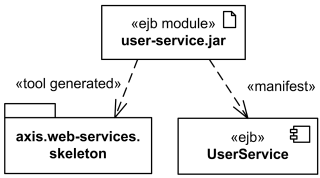 «ejb module»
user-service.jar
«tool generated»
«manifest»
axis.web-services.
skeleton
«ejb»
UserService